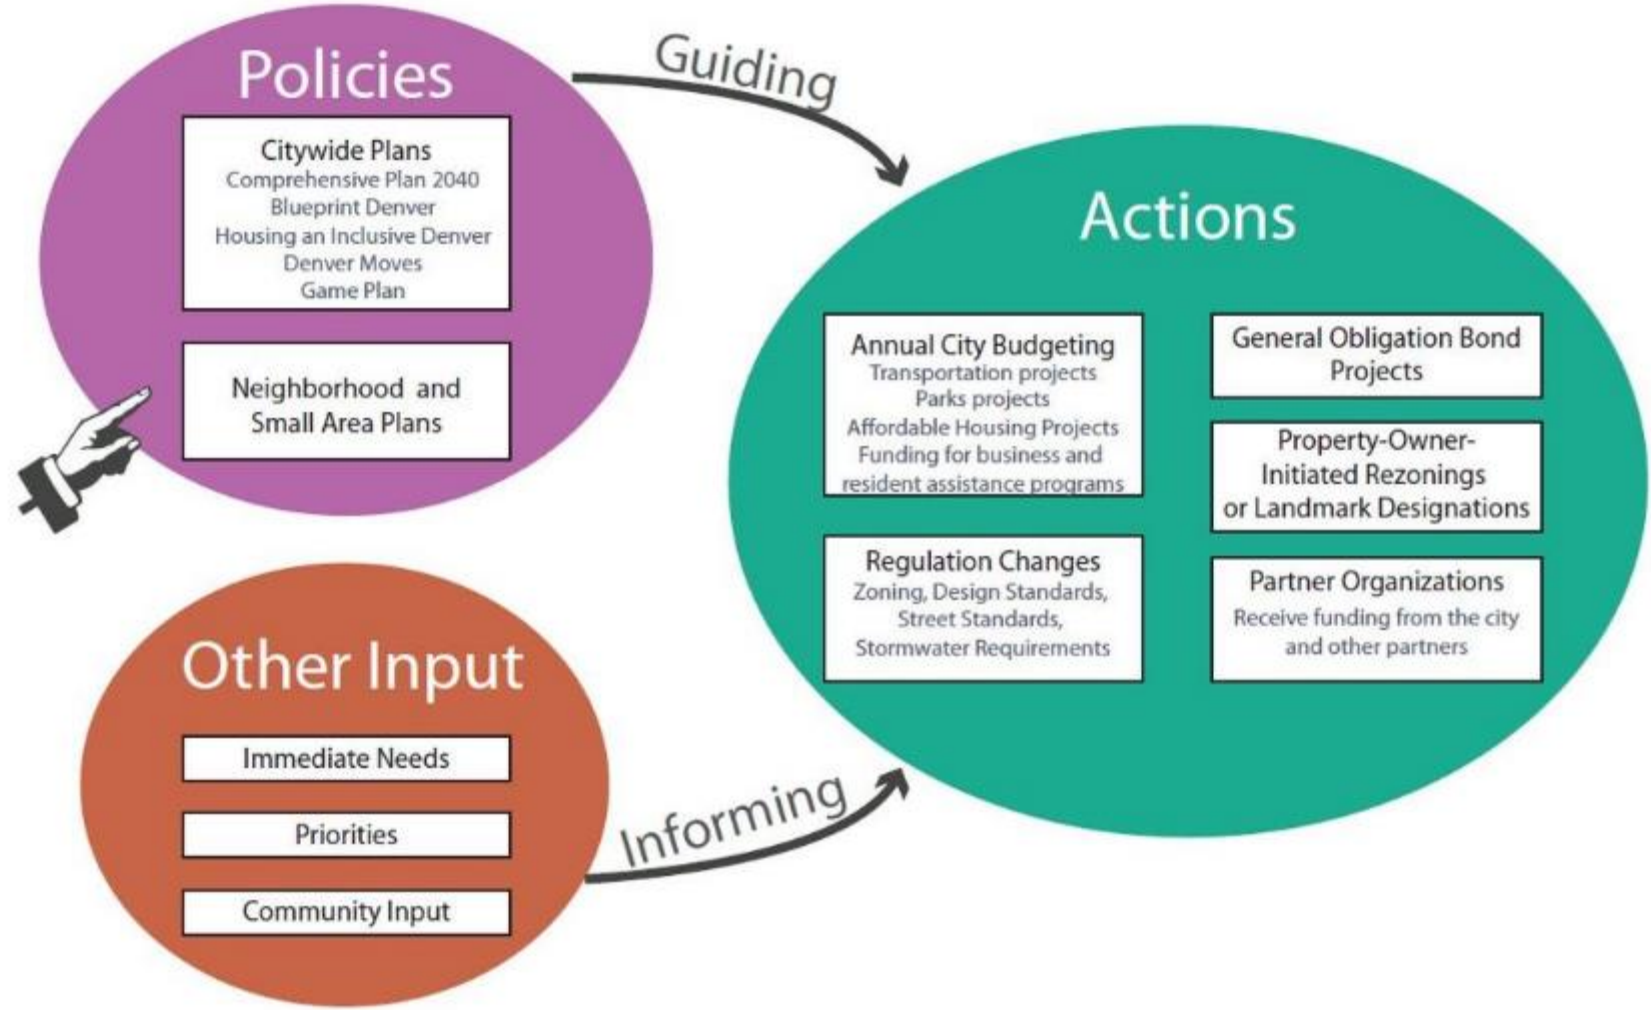 Policies
Citywide Plans
Comprehensive Plan 2040
Blueprint Denver
Housing an Inclusive Denver
Denver Moves
Game Plan
Neighborhood and
Small Area Plans
Guiding
Other Input
Immediate Needs
Priorities
Community Input
Informing
Actions
Annual City Budgeting
Transportation projects
Parks projects
Affordable Housing Projects
Funding for business and
resident assistance programs
Regulation Changes
Zoning, Design Standards,
Street Standards,
Stormwater Requirements
General Obligation Bond
Projects
Property-Owner-
Initiated Rezonings
or Landmark Designations
Partner Organizations
Receive funding from the city
and other partners